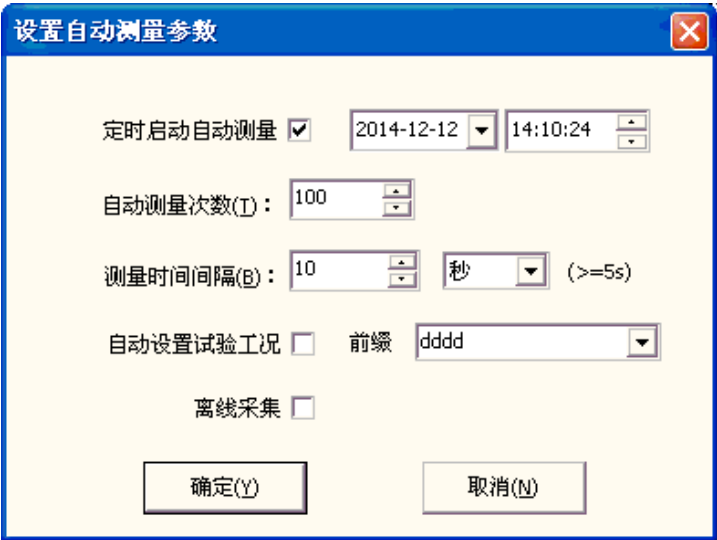 设置自动测量参数
定时启动自动测量 2014-12-12 14:10:24
自动测量次数(T)： 100
测量时间间隔(B)： 10 秒 (>=5s)
自动设置试验工况 前缀 dddd
离线采集
确定(Y) 取消(N)